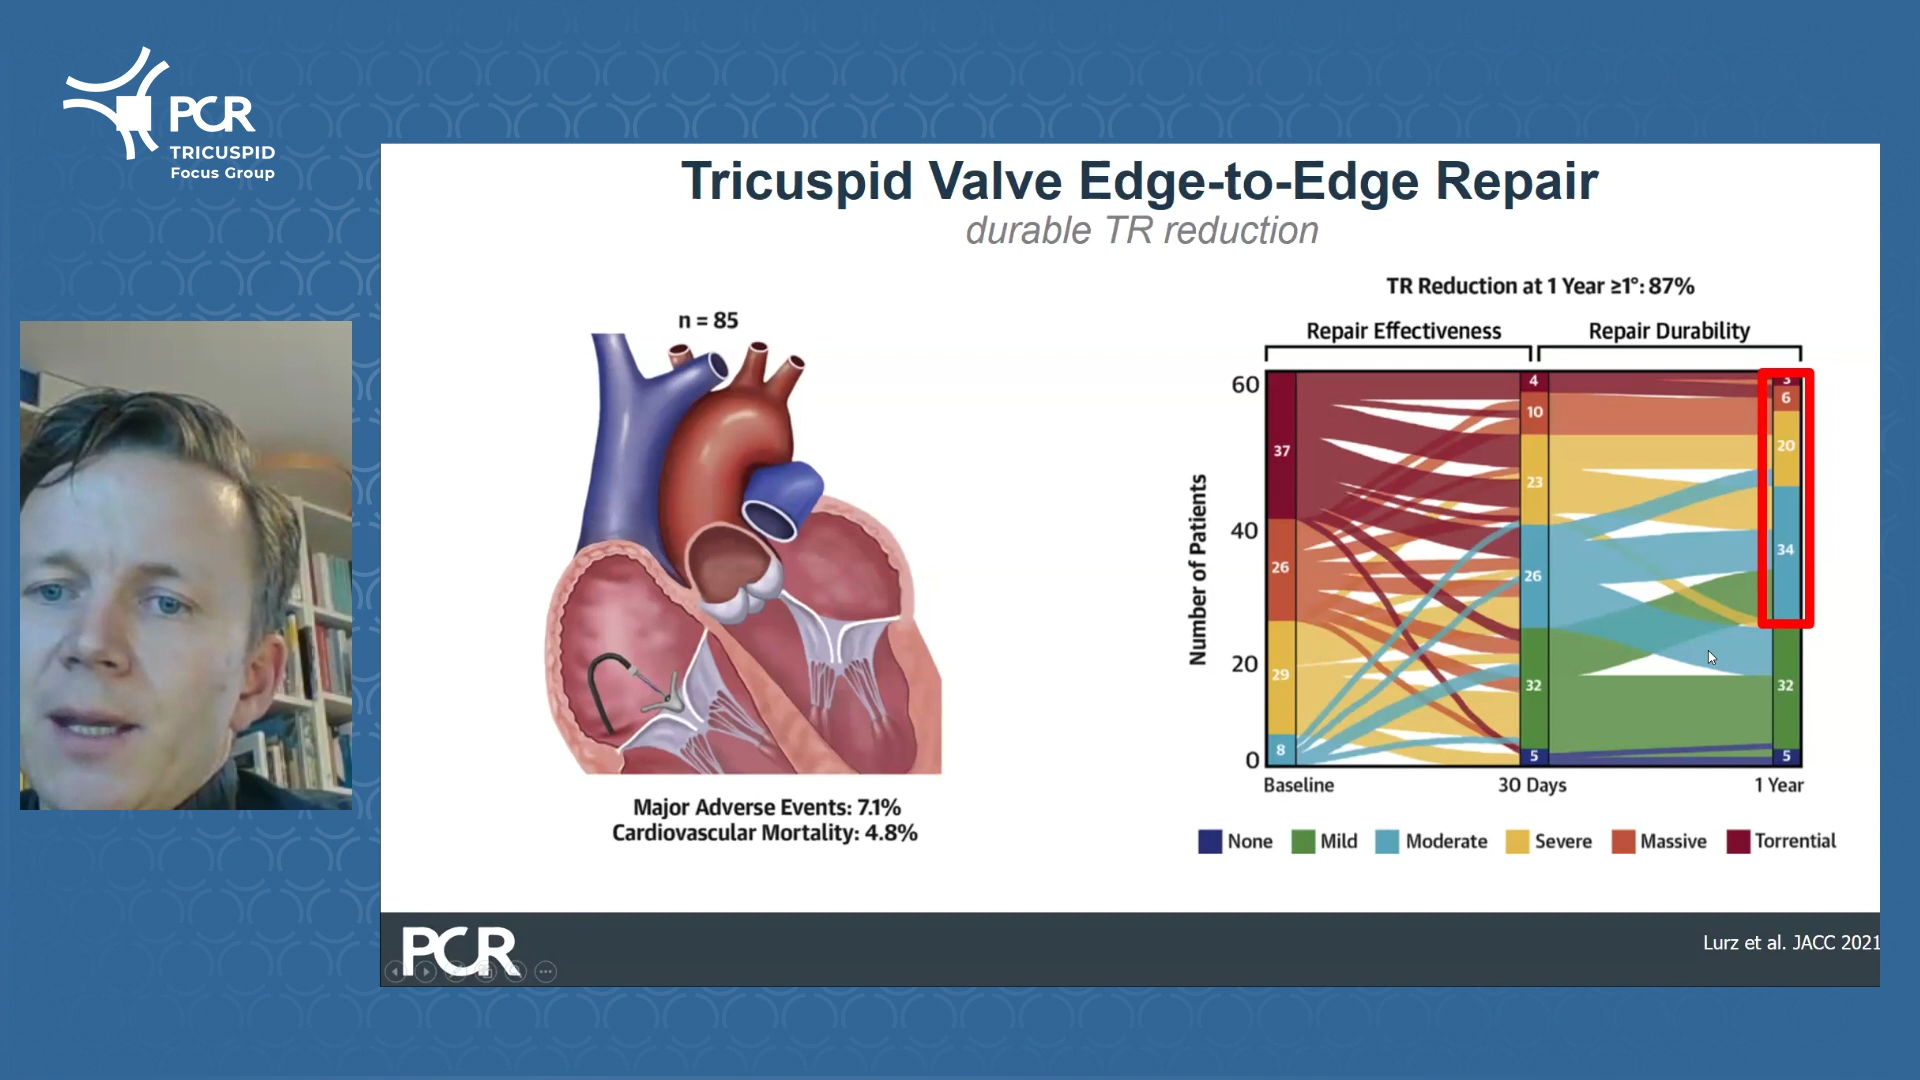 PCR
TRICUSPID
Focus Group
Tricuspid Valve Edge-to-Edge Repair
durable TR reduction
n = 85
Major Adverse Events: 7.1%
Cardiovascular Mortality: 4.8%
TR Reduction at 1 Year ≥1°: 87%
Repair Effectiveness
Repair Durability
Number of Patients
60
40
20
0
37
26
29
8
4
10
23
26
32
5
3
6
20
34
32
5
Baseline
30 Days
1 Year
None
Mild
Moderate
Severe
Massive
Torrential
PCR
Lurz et al. JACC 2021